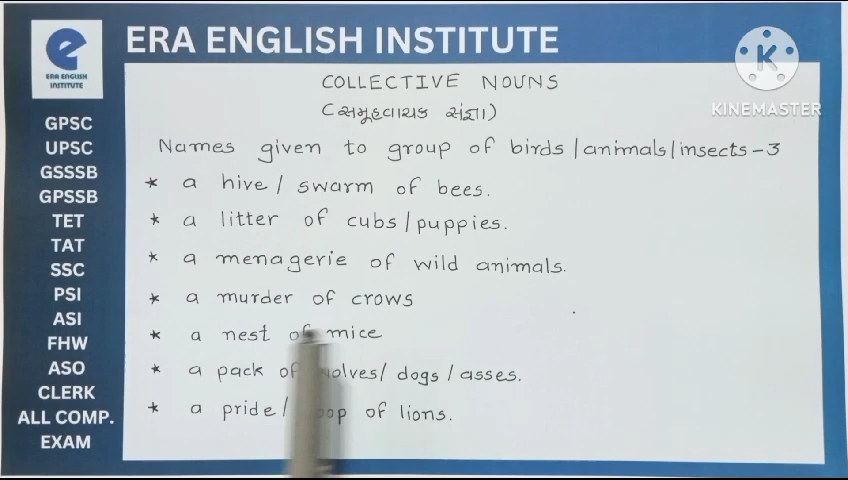 ERA ENGLISH INSTITUTE
e
ERA ENGLISH
INSTITUTE
K
KINEMASTER
GPSC
UPSC
GSSSB
GPSSB
TET
TAT
SSC
PSI
ASI
FHW
ASO
CLERK
ALL COMP.
EXAM
COLLECTIVE NOUNS
(સમૂહવાચક સંજ્ઞા)
Names given to group of birds/animals/insects-3
* a hive/ swarm of bees.
* a litter of cubs/puppies.
* a menagerie of wild animals.
* a murder of crows
* a nest of mice
* a pack of wolves/ dogs/asses.
* a pride/ of lions.